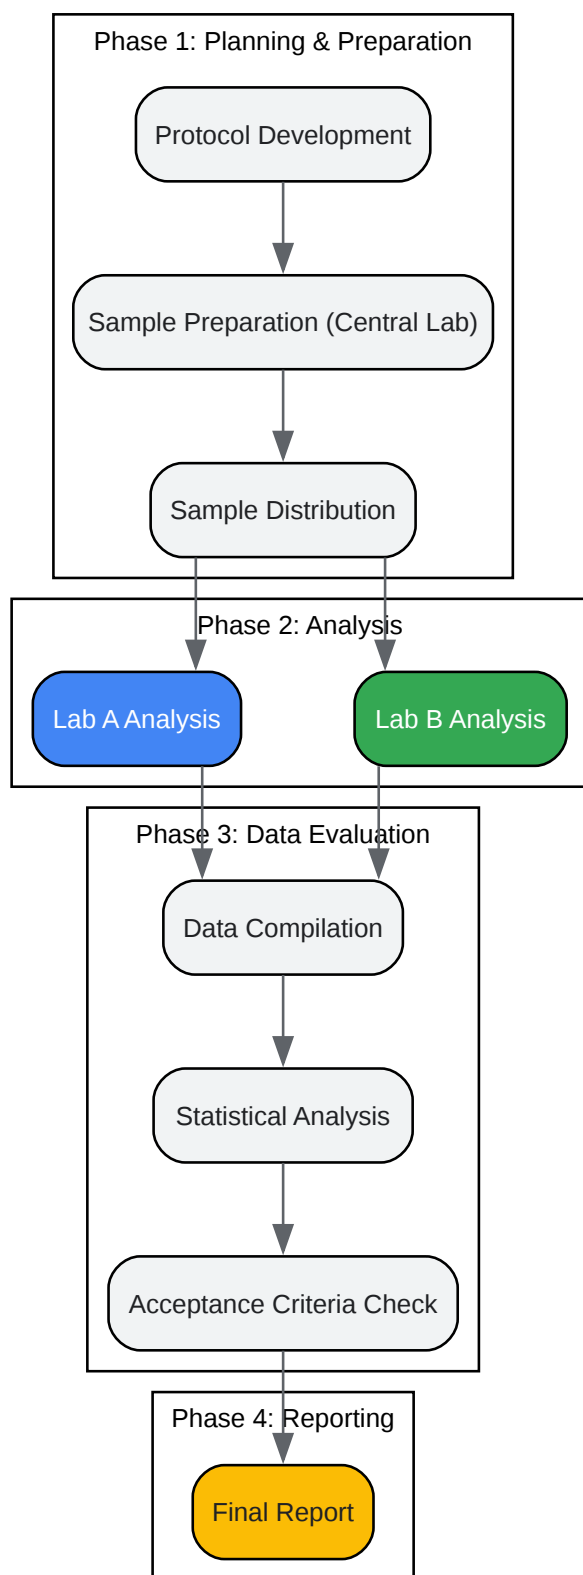 Phase 1: Planning & Preparation
Protocol Development
Sample Preparation (Central Lab)
Sample Distribution
Phase 2: Analysis
Lab A Analysis
Lab B Analysis
Phase 3: Data Evaluation
Data Compilation
Statistical Analysis
Acceptance Criteria Check
Phase 4: Reporting
Final Report